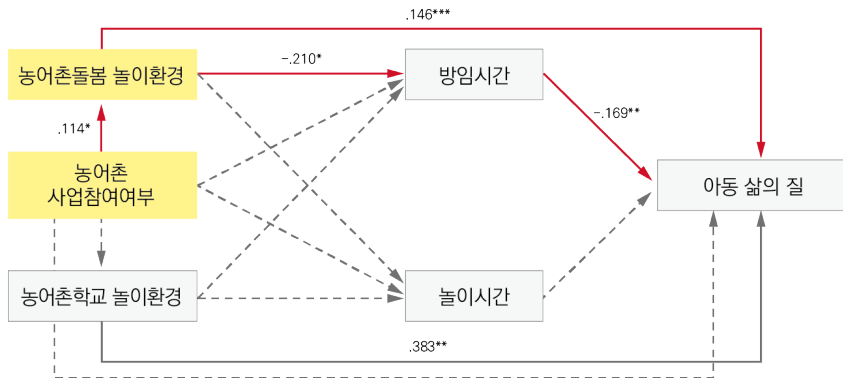 .146***
농어촌돌봄 놀이환경
-.210*
방임시간
.114*
-.169**
농어촌
사업참여여부
아동 삶의 질
농어촌학교 놀이환경
놀이시간
.383**